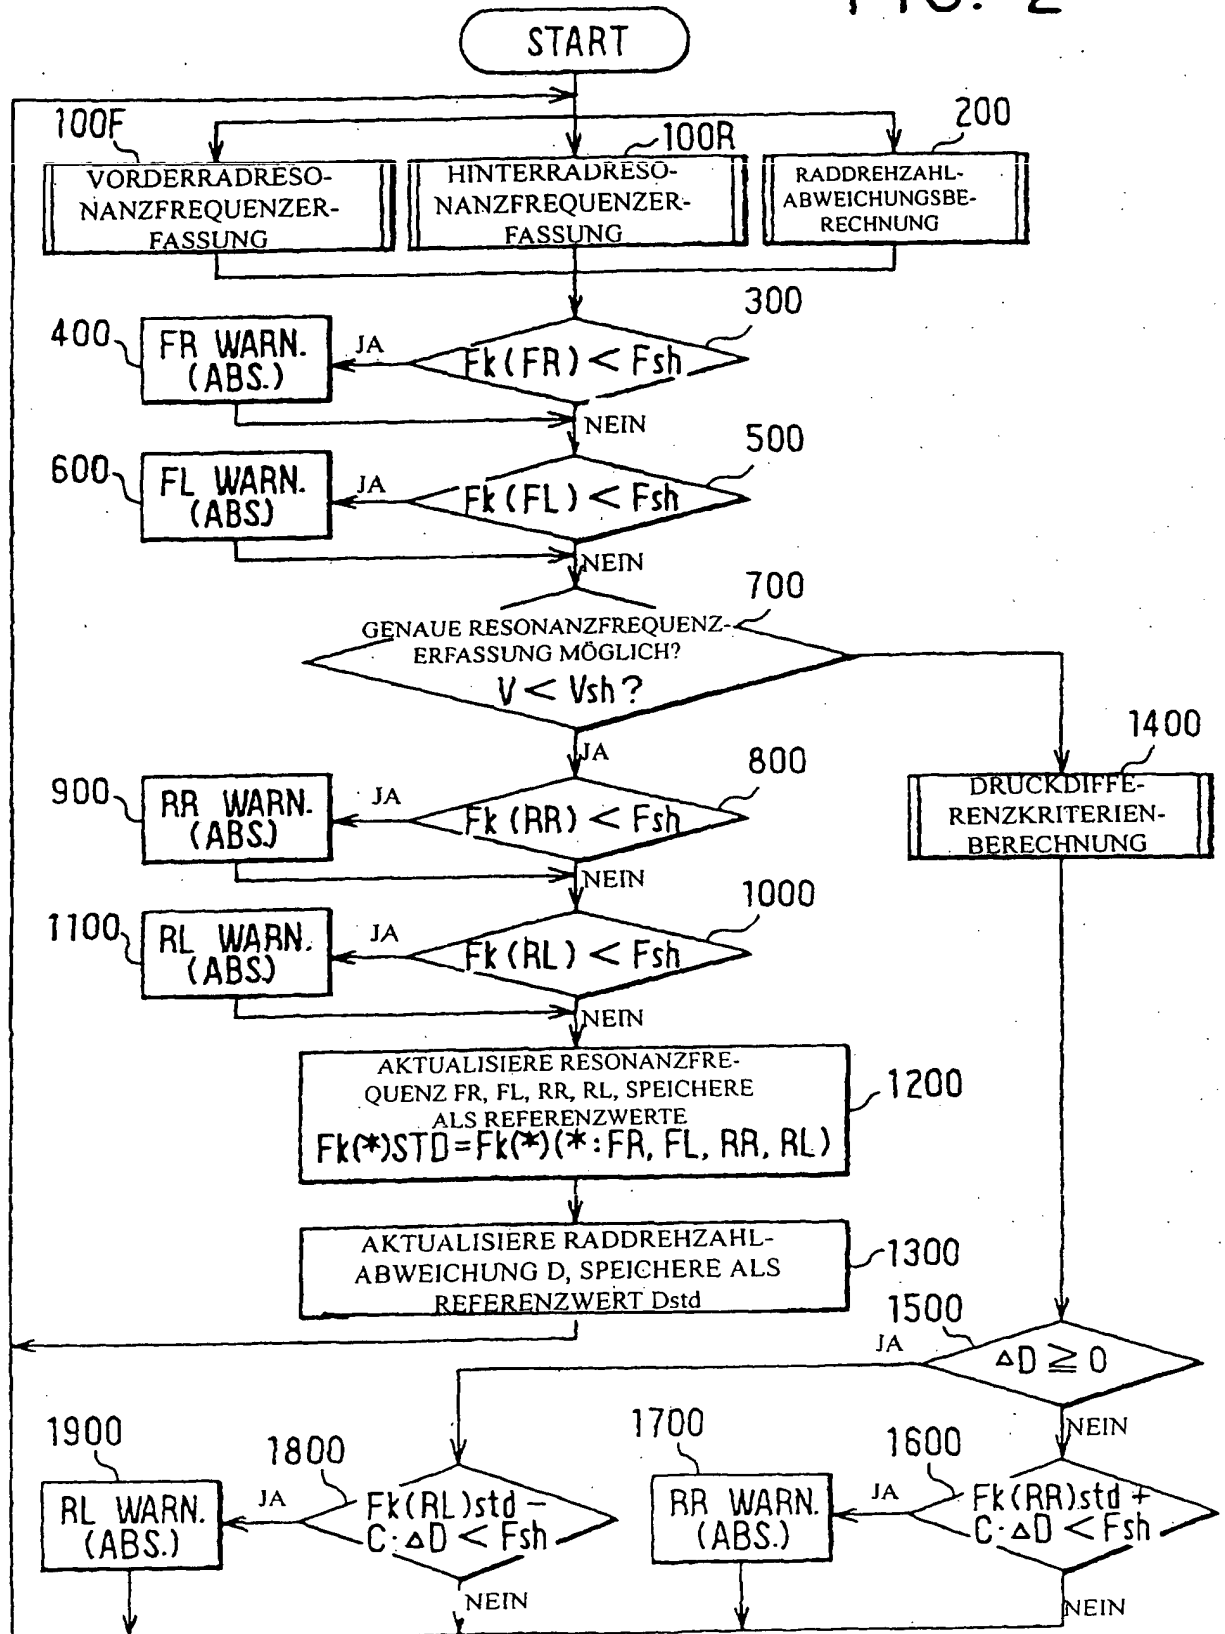 FIG. 2
START
100F
100R
200
VORDERRADRESO-
NANZFREQUENZER-
FASSUNG
HINTERRADRESO-
NANZFREQUENZER-
FASSUNG
RADDREHZAHL-
ABWEICHUNGSBE-
RECHNUNG
300
400
FR WARN.
(ABS.)
JA
Fk(FR) < Fsh
NEIN
500
600
FL WARN.
(ABS)
JA
Fk(FL) < Fsh
NEIN
700
GENAUE RESONANZFREQUENZ-
ERFASSUNG MÖGLICH?
V < Vsh?
JA
1400
DRUCKDIFFE-
RENZKRITERIEN-
BERECHNUNG
800
900
RR WARN.
(ABS.)
JA
Fk(RR) < Fsh
NEIN
1000
1100
RL WARN.
(ABS.)
JA
Fk(RL) < Fsh
NEIN
AKTUALISIERE RESONANZFRE-
QUENZ FR, FL, RR, RL, SPEICHERE
ALS REFERENZWERTE
Fk(*)STD=Fk(*)(*:FR, FL, RR, RL)
1200
AKTUALISIERE RADDREHZAHL-
ABWEICHUNG D, SPEICHERE ALS
REFERENZWERT Dstd
1300
1500
JA
△D ≧ 0
NEIN
1900
RL WARN.
(ABS.)
JA
1800
Fk(RL)std −
C·△D < Fsh
NEIN
1700
RR WARN.
(ABS.)
JA
1600
Fk(RR)std +
C·△D < Fsh
NEIN